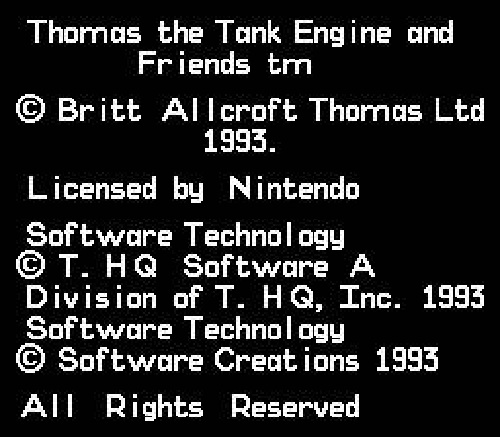 Thomas the Tank Engine and
Friends tm
© Britt Allcroft Thomas Ltd
1993.
Licensed by Nintendo
Software Technology
© T. HQ Software A
Division of T. HQ, Inc. 1993
Software Technology
© Software Creations 1993
All Rights Reserved